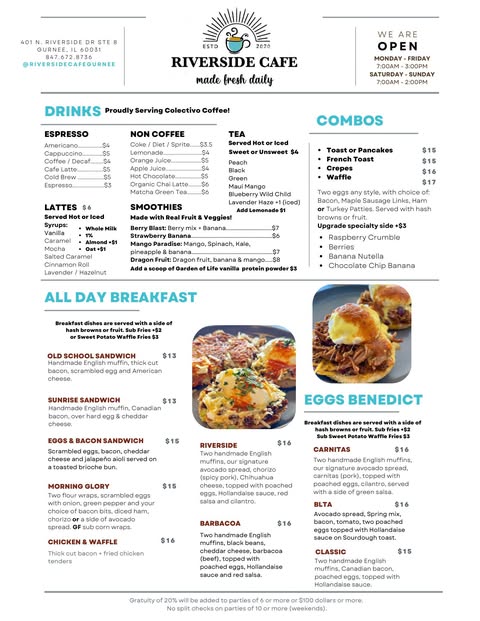 401 N. RIVERSIDE DR STE 8
GURNEE, IL 60031
847.672.8736
@RIVERSIDECAFEGURNEE
ESTD 2020
RIVERSIDE CAFE
made fresh daily
WE ARE
OPEN
MONDAY - FRIDAY
7:00AM - 3:00PM
SATURDAY - SUNDAY
7:00AM - 2:00PM
DRINKS Proudly Serving Colectivo Coffee!
ESPRESSO
Americano...............$4
Cappuccino............$5
Coffee / Decaf.......$4
Cafe Latte..............$5
Cold Brew..............$5
Espresso.................$3
NON COFFEE
Coke / Diet / Sprite.......$3.5
Lemonade...................$4
Orange Juice...............$5
Apple Juice..................$4
Hot Chocolate..............$5
Organic Chai Latte........$6
Matcha Green Tea.........$6
TEA
Served Hot or Iced
Sweet or Unsweet $4
Peach
Black
Green
Maui Mango
Blueberry Wild Child
Lavender Haze +1 (iced)
Add Lemonade $1
LATTES $6
Served Hot or Iced
Syrups:
Vanilla
Caramel
Mocha
Salted Caramel
Cinnamon Roll
Lavender / Hazelnut
• Whole Milk
• 1%
• Almond +$1
• Oat +$1
SMOOTHIES
Made with Real Fruit & Veggies!
Berry Blast: Berry mix + Banana......................$7
Strawberry Banana.......................................$6
Mango Paradise: Mango, Spinach, Kale,
pineapple & banana.....................................$7
Dragon Fruit: Dragon fruit, banana & mango.....$8
Add a scoop of Garden of Life vanilla protein powder $3
COMBOS
• Toast or Pancakes $15
• French Toast $15
• Crepes $16
• Waffle $17
Two eggs any style, with choice of:
Bacon, Maple Sausage Links, Ham
or Turkey Patties. Served with hash
browns or fruit.
Upgrade specialty side +$3
• Raspberry Crumble
• Berries
• Banana Nutella
• Chocolate Chip Banana
ALL DAY BREAKFAST
Breakfast dishes are served with a side of
hash browns or fruit. Sub Fries +$2
or Sweet Potato Waffle Fries $3
OLD SCHOOL SANDWICH $13
Handmade English muffin, thick cut
bacon, scrambled egg and American
cheese.
SUNRISE SANDWICH $13
Handmade English muffin, Canadian
bacon, over hard egg & cheddar
cheese.
EGGS & BACON SANDWICH $15
Scrambled eggs, bacon, cheddar
cheese and jalapeño aioli served on
a toasted brioche bun.
MORNING GLORY $15
Two flour wraps, scrambled eggs
with onion, green pepper and your
choice of bacon bits, diced ham,
chorizo or a side of avocado
spread. GF sub corn wraps.
CHICKEN & WAFFLE $16
Thick cut bacon + fried chicken
tenders
RIVERSIDE $16
Two handmade English
muffins, our signature
avocado spread, chorizo
(spicy pork), Chihuahua
cheese, topped with poached
eggs, Hollandaise sauce, red
salsa and cilantro.
BARBACOA $16
Two handmade English
muffins, black beans,
cheddar cheese, barbacoa
(beef), topped with
poached eggs, Hollandaise
sauce and red salsa.
EGGS BENEDICT
Breakfast dishes are served with a side of
hash browns or fruit. Sub fries +$2
Sub Sweet Potato Waffle Fries $3
CARNITAS $16
Two handmade English muffins,
our signature avocado spread,
carnitas (pork), topped with
poached eggs, cilantro, served
with a side of green salsa.
BLTA $16
Avocado spread, Spring mix,
bacon, tomato, two poached
eggs topped with Hollandaise
sauce on Sourdough toast.
CLASSIC $15
Two handmade English
muffins, Canadian bacon,
poached eggs, topped with
Hollandaise sauce.
Gratuity of 20% will be added to parties of 6 or more or $100 dollars or more.
No split checks on parties of 10 or more (weekends).